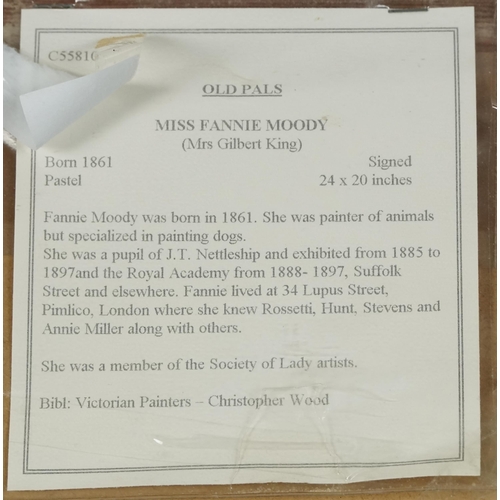 C55810
OLD PALS
MISS FANNIE MOODY
(Mrs Gilbert King)
Born 1861 Signed
Pastel 24 x 20 inches
Fannie Moody was born in 1861. She was painter of animals
but specialized in painting dogs.
She was a pupil of J.T. Nettleship and exhibited from 1885 to
1897and the Royal Academy from 1888- 1897, Suffolk
Street and elsewhere. Fannie lived at 34 Lupus Street,
Pimlico, London where she knew Rossetti, Hunt, Stevens and
Annie Miller along with others.
She was a member of the Society of Lady artists.
Bibl: Victorian Painters – Christopher Wood